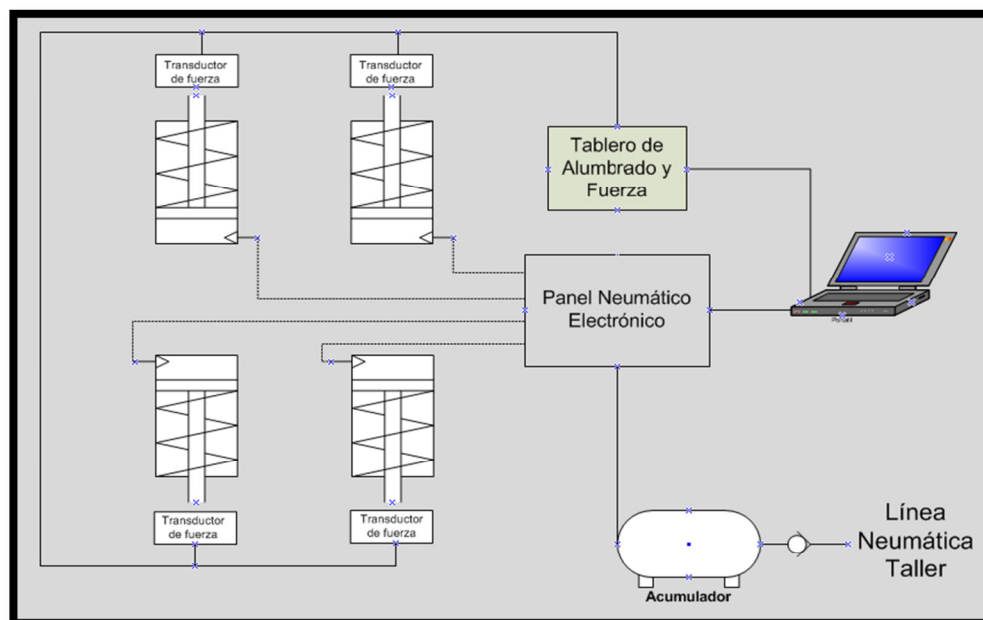 Transductor
de fuerza
Transductor
de fuerza
Tablero de
Alumbrado y
Fuerza
Panel Neumático
Electrónico
Transductor
de fuerza
Transductor
de fuerza
Línea
Neumática
Taller
Acumulador